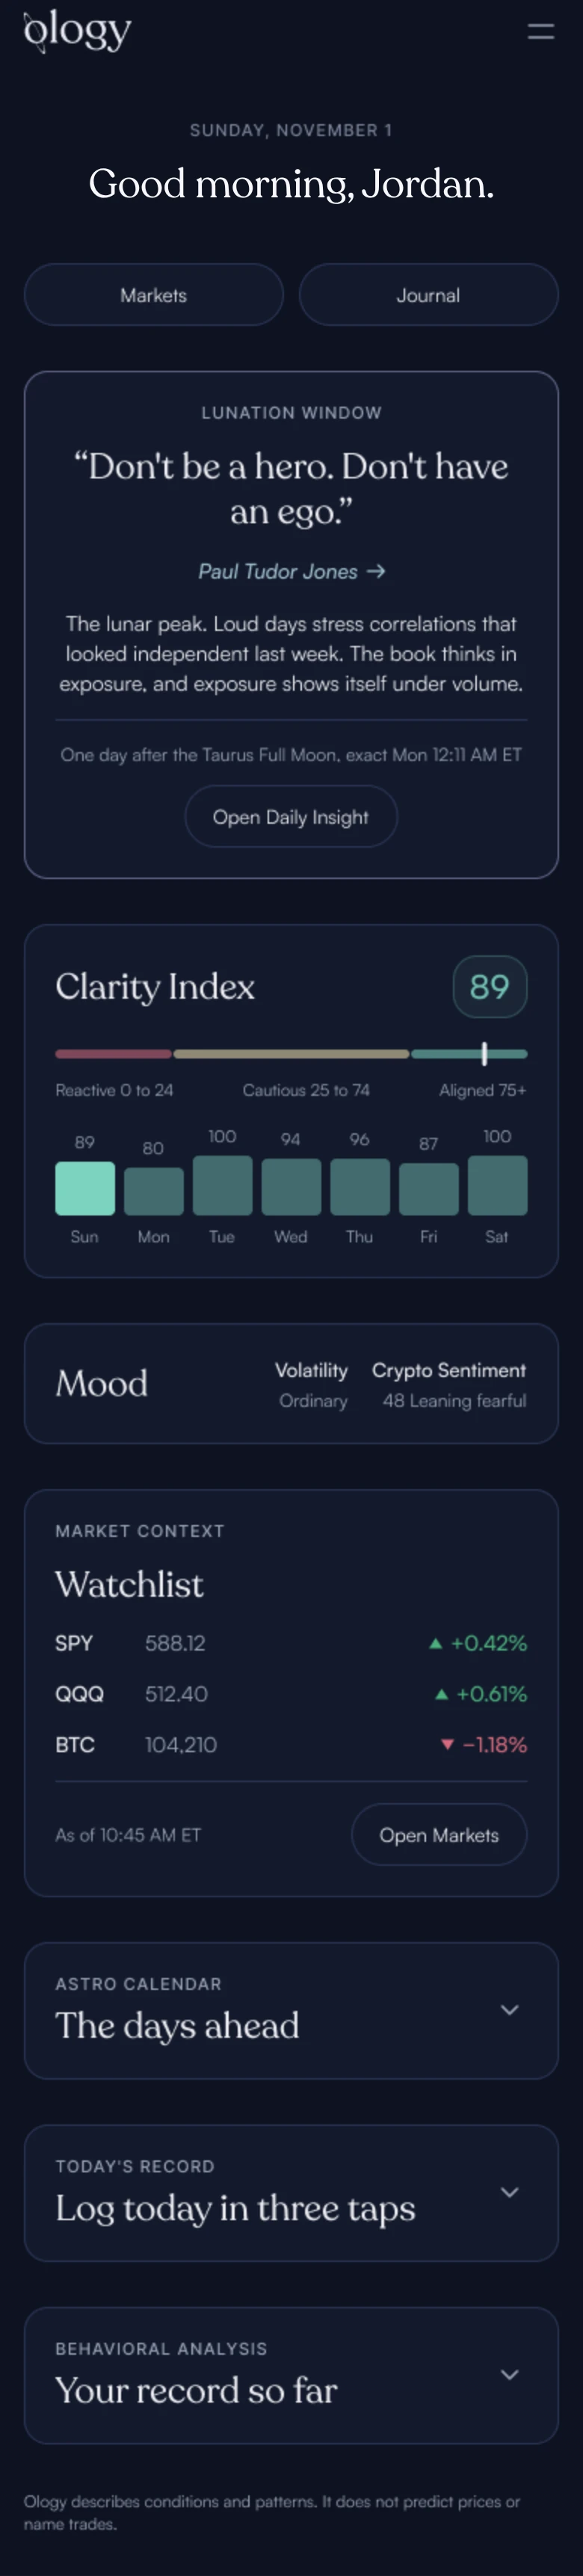 ology
SUNDAY, NOVEMBER 1
Good morning, Jordan.
Markets
Journal
LUNATION WINDOW
“Don't be a hero. Don't have
an ego.”
Paul Tudor Jones →
The lunar peak. Loud days stress correlations that
looked independent last week. The book thinks in
exposure, and exposure shows itself under volume.
One day after the Taurus Full Moon, exact Mon 12:11 AM ET
Open Daily Insight
Clarity Index
89
Reactive 0 to 24 Cautious 25 to 74 Aligned 75+
89 80 100 94 96 87 100
Sun Mon Tue Wed Thu Fri Sat
Mood
Volatility Crypto Sentiment
Ordinary 48 Leaning fearful
MARKET CONTEXT
Watchlist
SPY 588.12 ▲ +0.42%
QQQ 512.40 ▲ +0.61%
BTC 104,210 ▼ −1.18%
As of 10:45 AM ET
Open Markets
ASTRO CALENDAR
The days ahead
TODAY'S RECORD
Log today in three taps
BEHAVIORAL ANALYSIS
Your record so far
Ology describes conditions and patterns. It does not predict prices or
name trades.